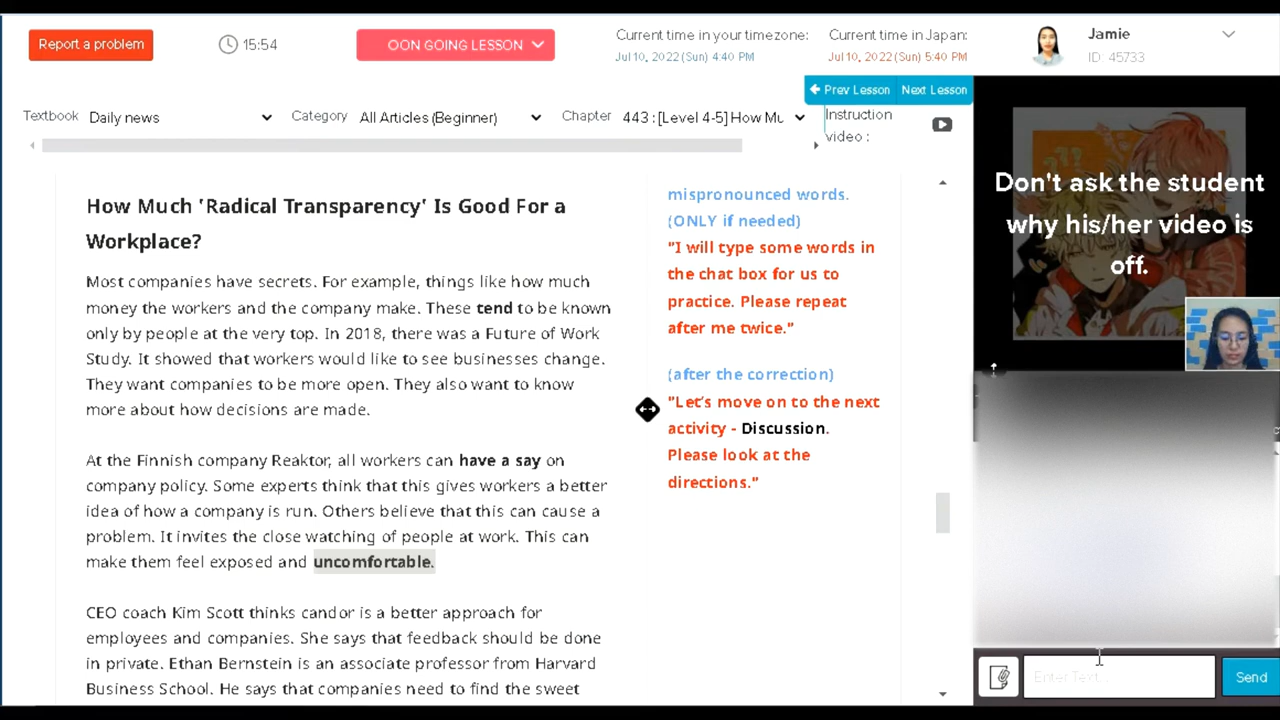 Report a problem
15:54
OON GOING LESSON
Current time in your timezone:
Jul 10, 2022 (Sun) 4:40 PM
Current time in Japan:
Jul 10, 2022 (Sun) 5:40 PM
Jamie
ID: 45733
Prev Lesson Next Lesson
Textbook Daily news
Category All Articles (Beginner)
Chapter 443 : [Level 4-5] How Mu
Instruction
video :
How Much 'Radical Transparency' Is Good For a
Workplace?
Most companies have secrets. For example, things like how much
money the workers and the company make. These tend to be known
only by people at the very top. In 2018, there was a Future of Work
Study. It showed that workers would like to see businesses change.
They want companies to be more open. They also want to know
more about how decisions are made.
At the Finnish company Reaktor, all workers can have a say on
company policy. Some experts think that this gives workers a better
idea of how a company is run. Others believe that this can cause a
problem. It invites the close watching of people at work. This can
make them feel exposed and uncomfortable.
CEO coach Kim Scott thinks candor is a better approach for
employees and companies. She says that feedback should be done
in private. Ethan Bernstein is an associate professor from Harvard
Business School. He says that companies need to find the sweet
mispronounced words.
(ONLY if needed)
"I will type some words in
the chat box for us to
practice. Please repeat
after me twice."
(after the correction)
"Let's move on to the next
activity - Discussion.
Please look at the
directions."
Don't ask the student
why his/her video is
off.
Enter Text...
Send